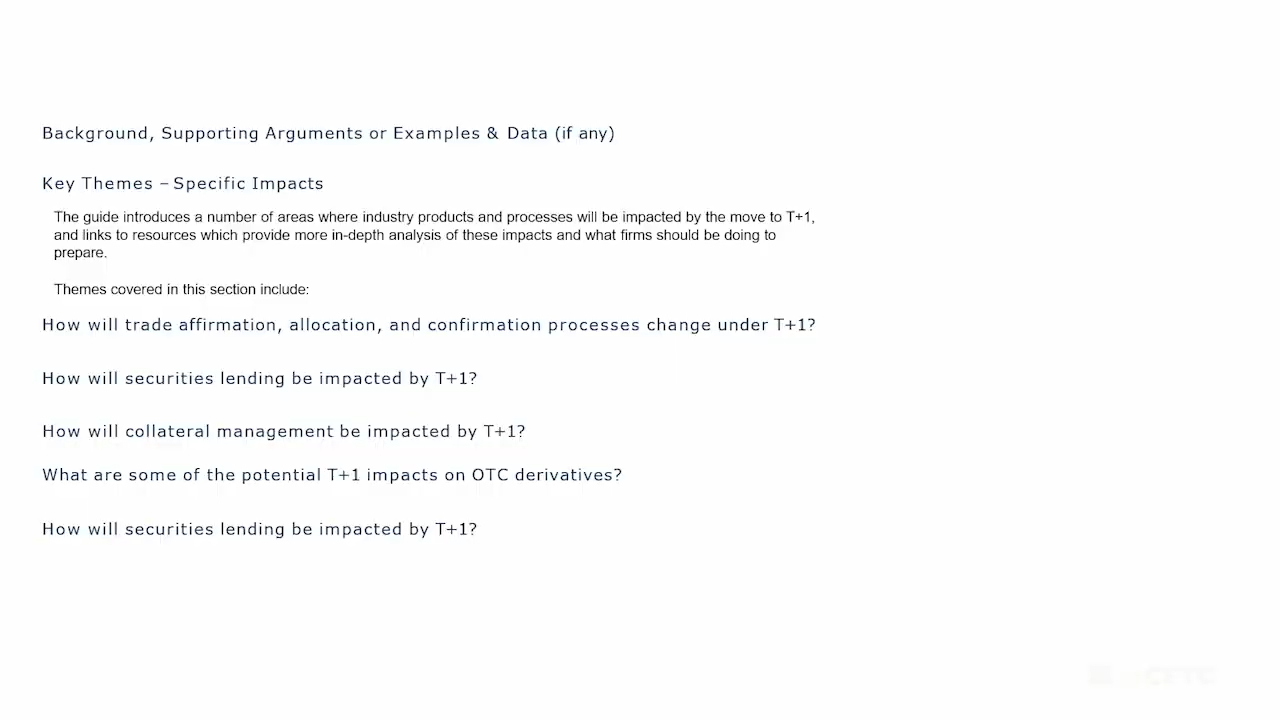 Background, Supporting Arguments or Examples & Data (if any)
Key Themes – Specific Impacts
The guide introduces a number of areas where industry products and processes will be impacted by the move to T+1,
and links to resources which provide more in-depth analysis of these impacts and what firms should be doing to
prepare.
Themes covered in this section include:
How will trade affirmation, allocation, and confirmation processes change under T+1?
How will securities lending be impacted by T+1?
How will collateral management be impacted by T+1?
What are some of the potential T+1 impacts on OTC derivatives?
How will securities lending be impacted by T+1?